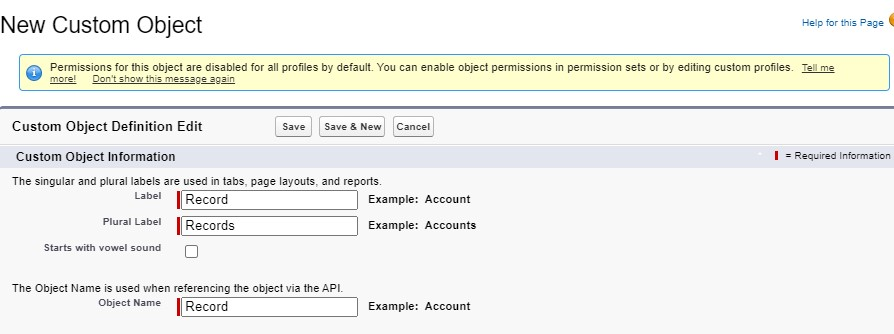 New Custom Object
Help for this Page
Permissions for this object are disabled for all profiles by default. You can enable object permissions in permission sets or by editing custom profiles. Tell me
more! Don't show this message again
Custom Object Definition Edit Save Save & New Cancel
Custom Object Information = Required Information
The singular and plural labels are used in tabs, page layouts, and reports.
Label Record Example: Account
Plural Label Records Example: Accounts
Starts with vowel sound
The Object Name is used when referencing the object via the API.
Object Name Record Example: Account